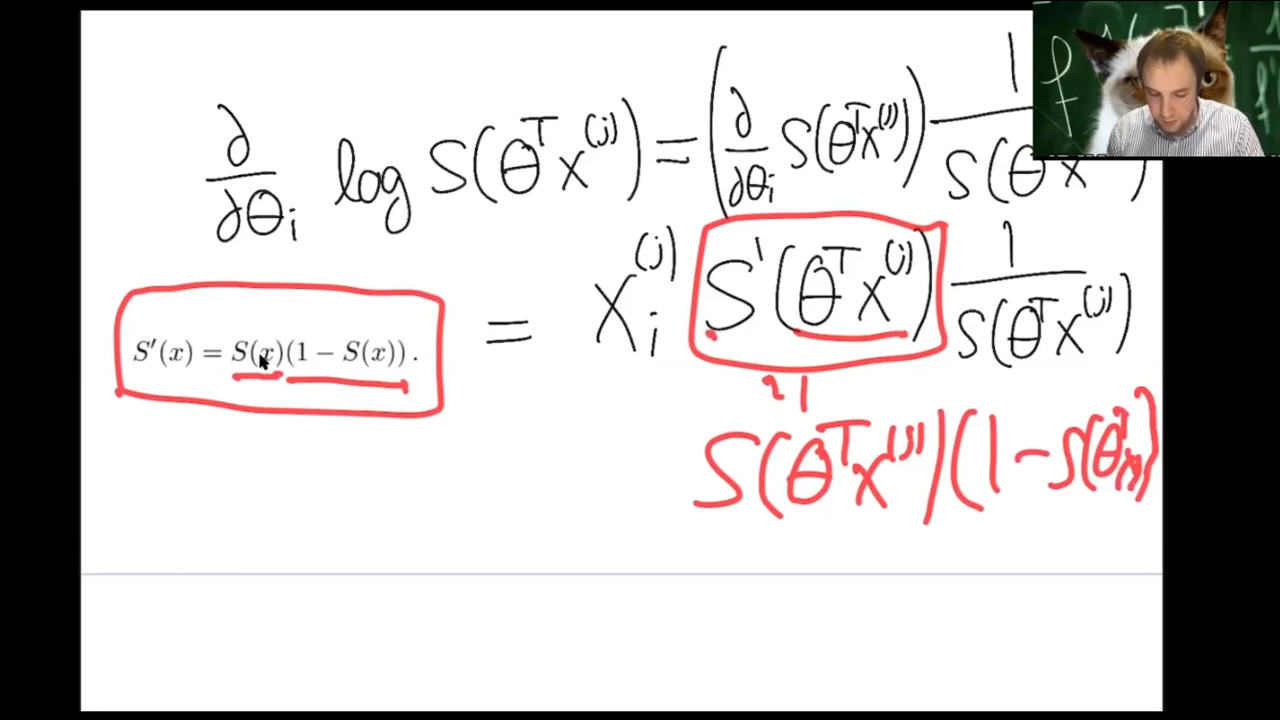 ∂/∂θᵢ log S(θᵀx⁽ʲ⁾) = (∂/∂θᵢ S(θᵀx⁽ʲ⁾)) 1/S(θᵀx
= xᵢ⁽ʲ⁾ S'(θᵀx⁽ʲ⁾) 1/S(θᵀx⁽ʲ⁾)
S′(x) = S(x)(1 − S(x)).
S(θᵀx⁽ʲ⁾)(1 − S(θᵀx⁽ʲ⁾)